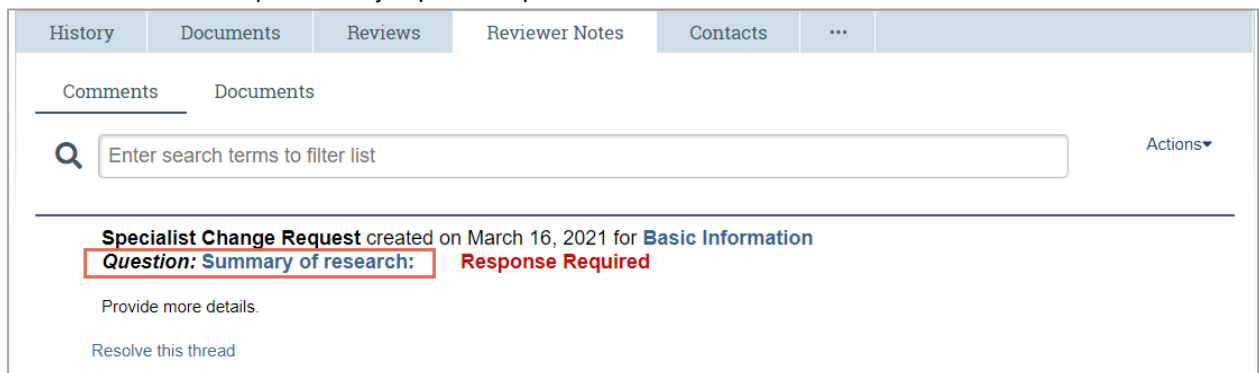 History Documents Reviews Reviewer Notes Contacts ...
Comments Documents
Enter search terms to filter list
Actions
Specialist Change Request created on March 16, 2021 for Basic Information
Question: Summary of research: Response Required
Provide more details.
Resolve this thread